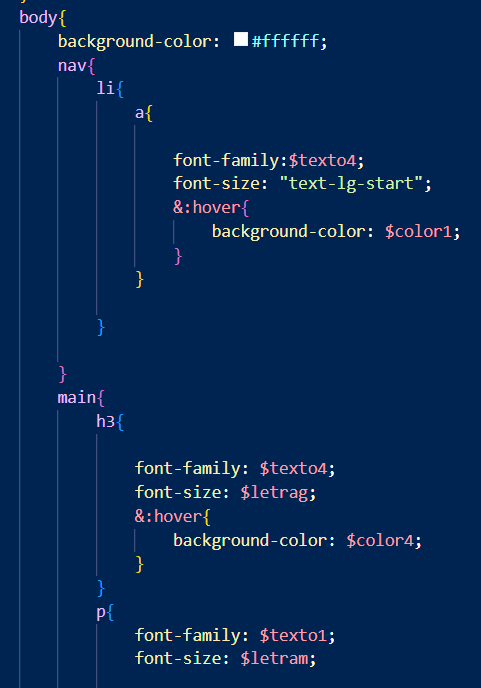 }
body{
background-color: #ffffff;
nav{
li{
a{
font-family:$texto4;
font-size: "text-lg-start";
&:hover{
background-color: $color1;
}
}
}
}
main{
h3{
font-family: $texto4;
font-size: $letrag;
&:hover{
background-color: $color4;
}
}
p{
font-family: $texto1;
font-size: $letram;